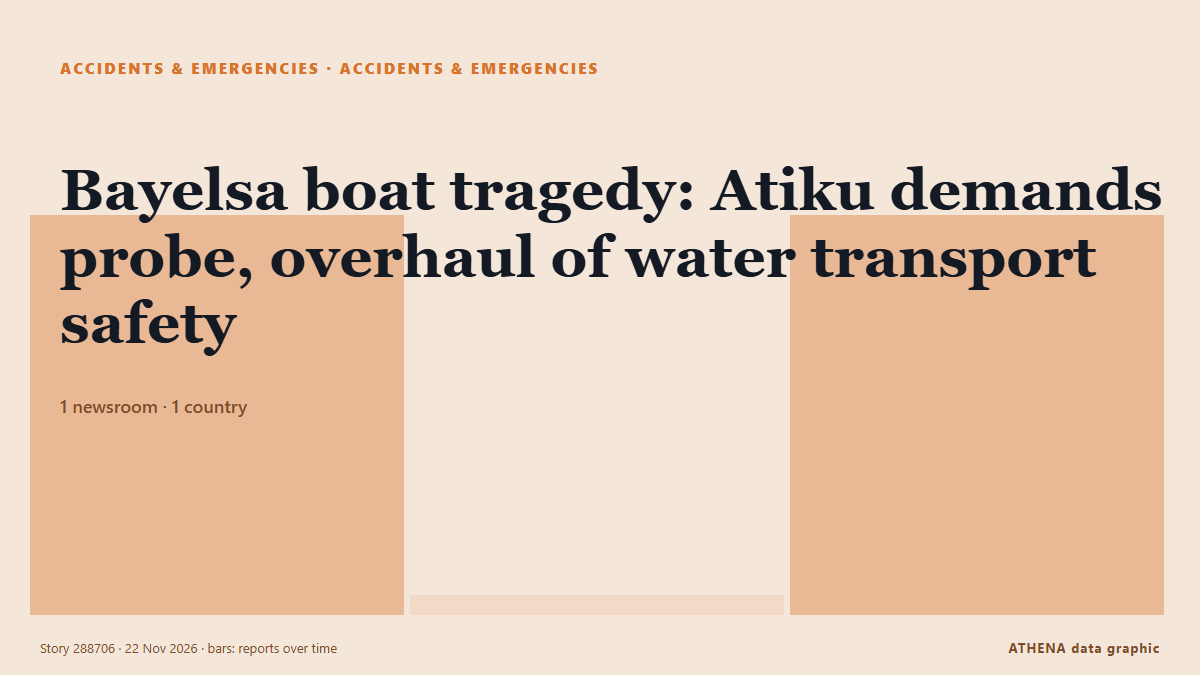 ACCIDENTS & EMERGENCIES · ACCIDENTS & EMERGENCIES
Bayelsa boat tragedy: Atiku demands
probe, overhaul of water transport
safety
1 newsroom · 1 country
Story 288706 · 22 Nov 2026 · bars: reports over time
ATHENA data graphic